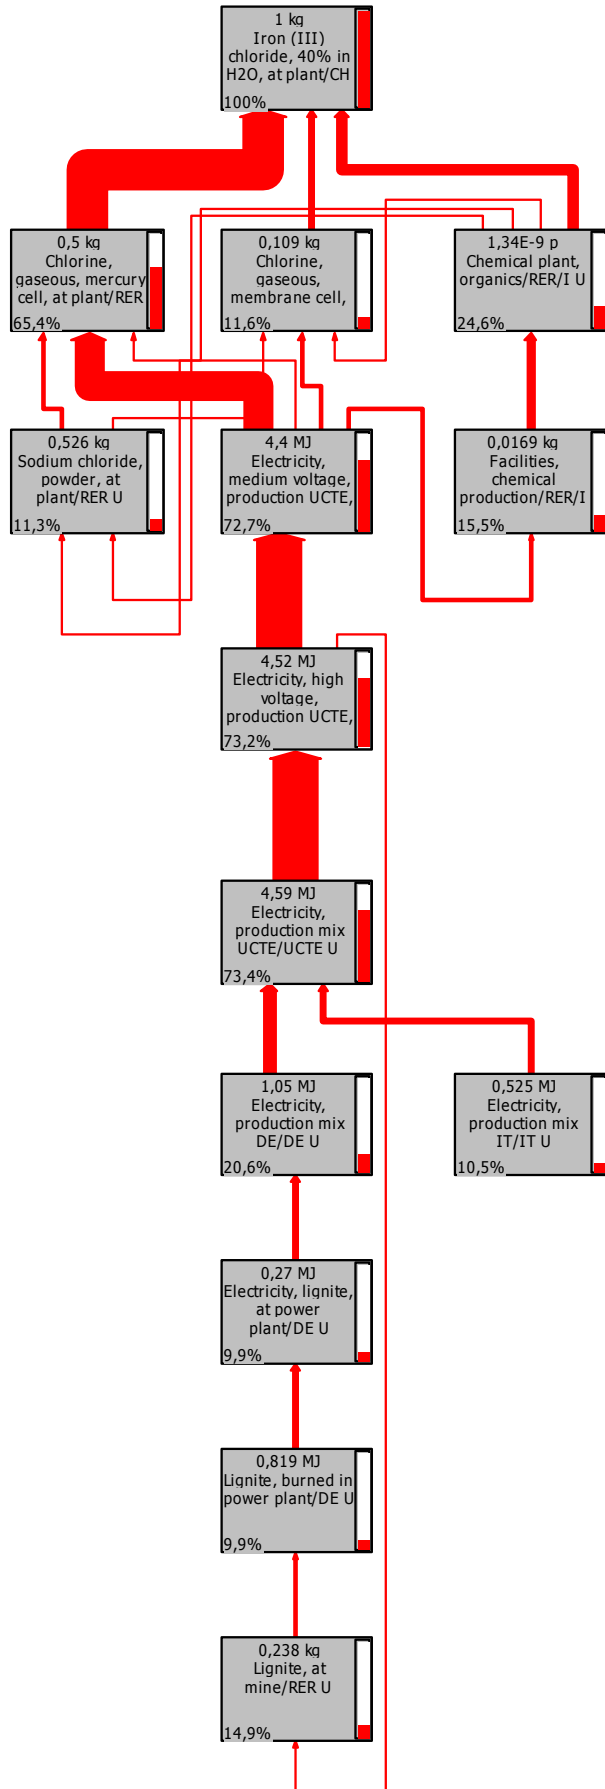 1 kg
Iron (III)
chloride, 40% in
H2O, at plant/CH
100%
0,5 kg
Chlorine,
gaseous, mercury
cell, at plant/RER
65,4%
0,109 kg
Chlorine,
gaseous,
membrane cell,
11,6%
1,34E-9 p
Chemical plant,
organics/RER/I U
24,6%
0,526 kg
Sodium chloride,
powder, at
plant/RER U
11,3%
4,4 MJ
Electricity,
medium voltage,
production UCTE,
72,7%
0,0169 kg
Facilities,
chemical
production/RER/I
15,5%
4,52 MJ
Electricity, high
voltage,
production UCTE,
73,2%
4,59 MJ
Electricity,
production mix
UCTE/UCTE U
73,4%
1,05 MJ
Electricity,
production mix
DE/DE U
20,6%
0,525 MJ
Electricity,
production mix
IT/IT U
10,5%
0,27 MJ
Electricity, lignite,
at power
plant/DE U
9,9%
0,819 MJ
Lignite, burned in
power plant/DE U
9,9%
0,238 kg
Lignite, at
mine/RER U
14,9%